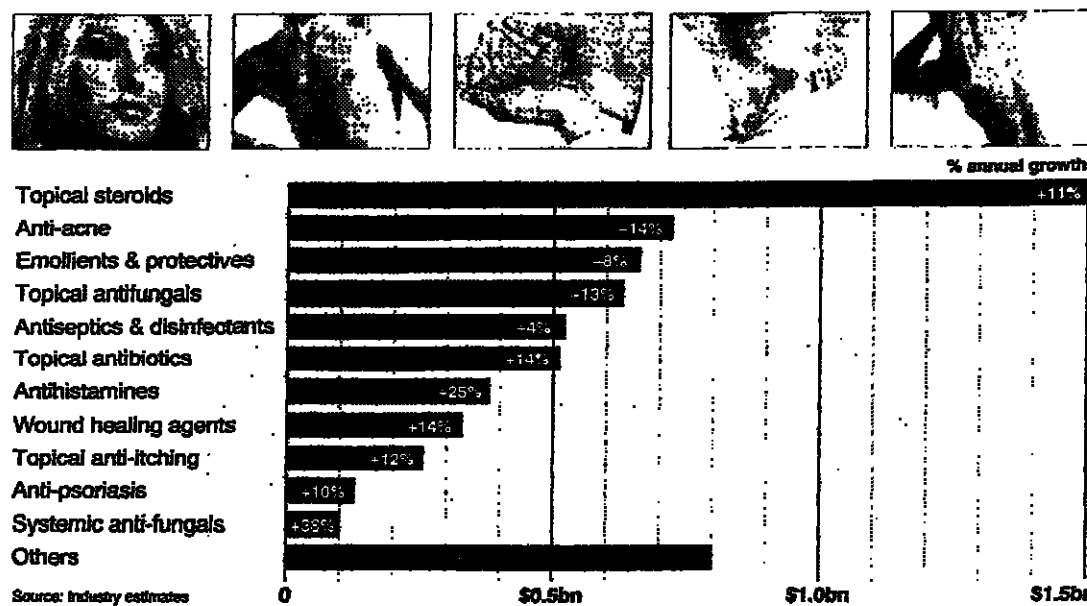 % annual growth
Topical steroids +11%
Anti-acne -14%
Emollients & protectives -8%
Topical antifungals -13%
Antiseptics & disinfectants +4%
Topical antibiotics +14%
Antihistamines -25%
Wound healing agents +14%
Topical anti-itching +12%
Anti-psoriasis +10%
Systemic anti-fungals
Others
0 $0.5bn $1.0bn $1.5bn
Source: Industry estimates